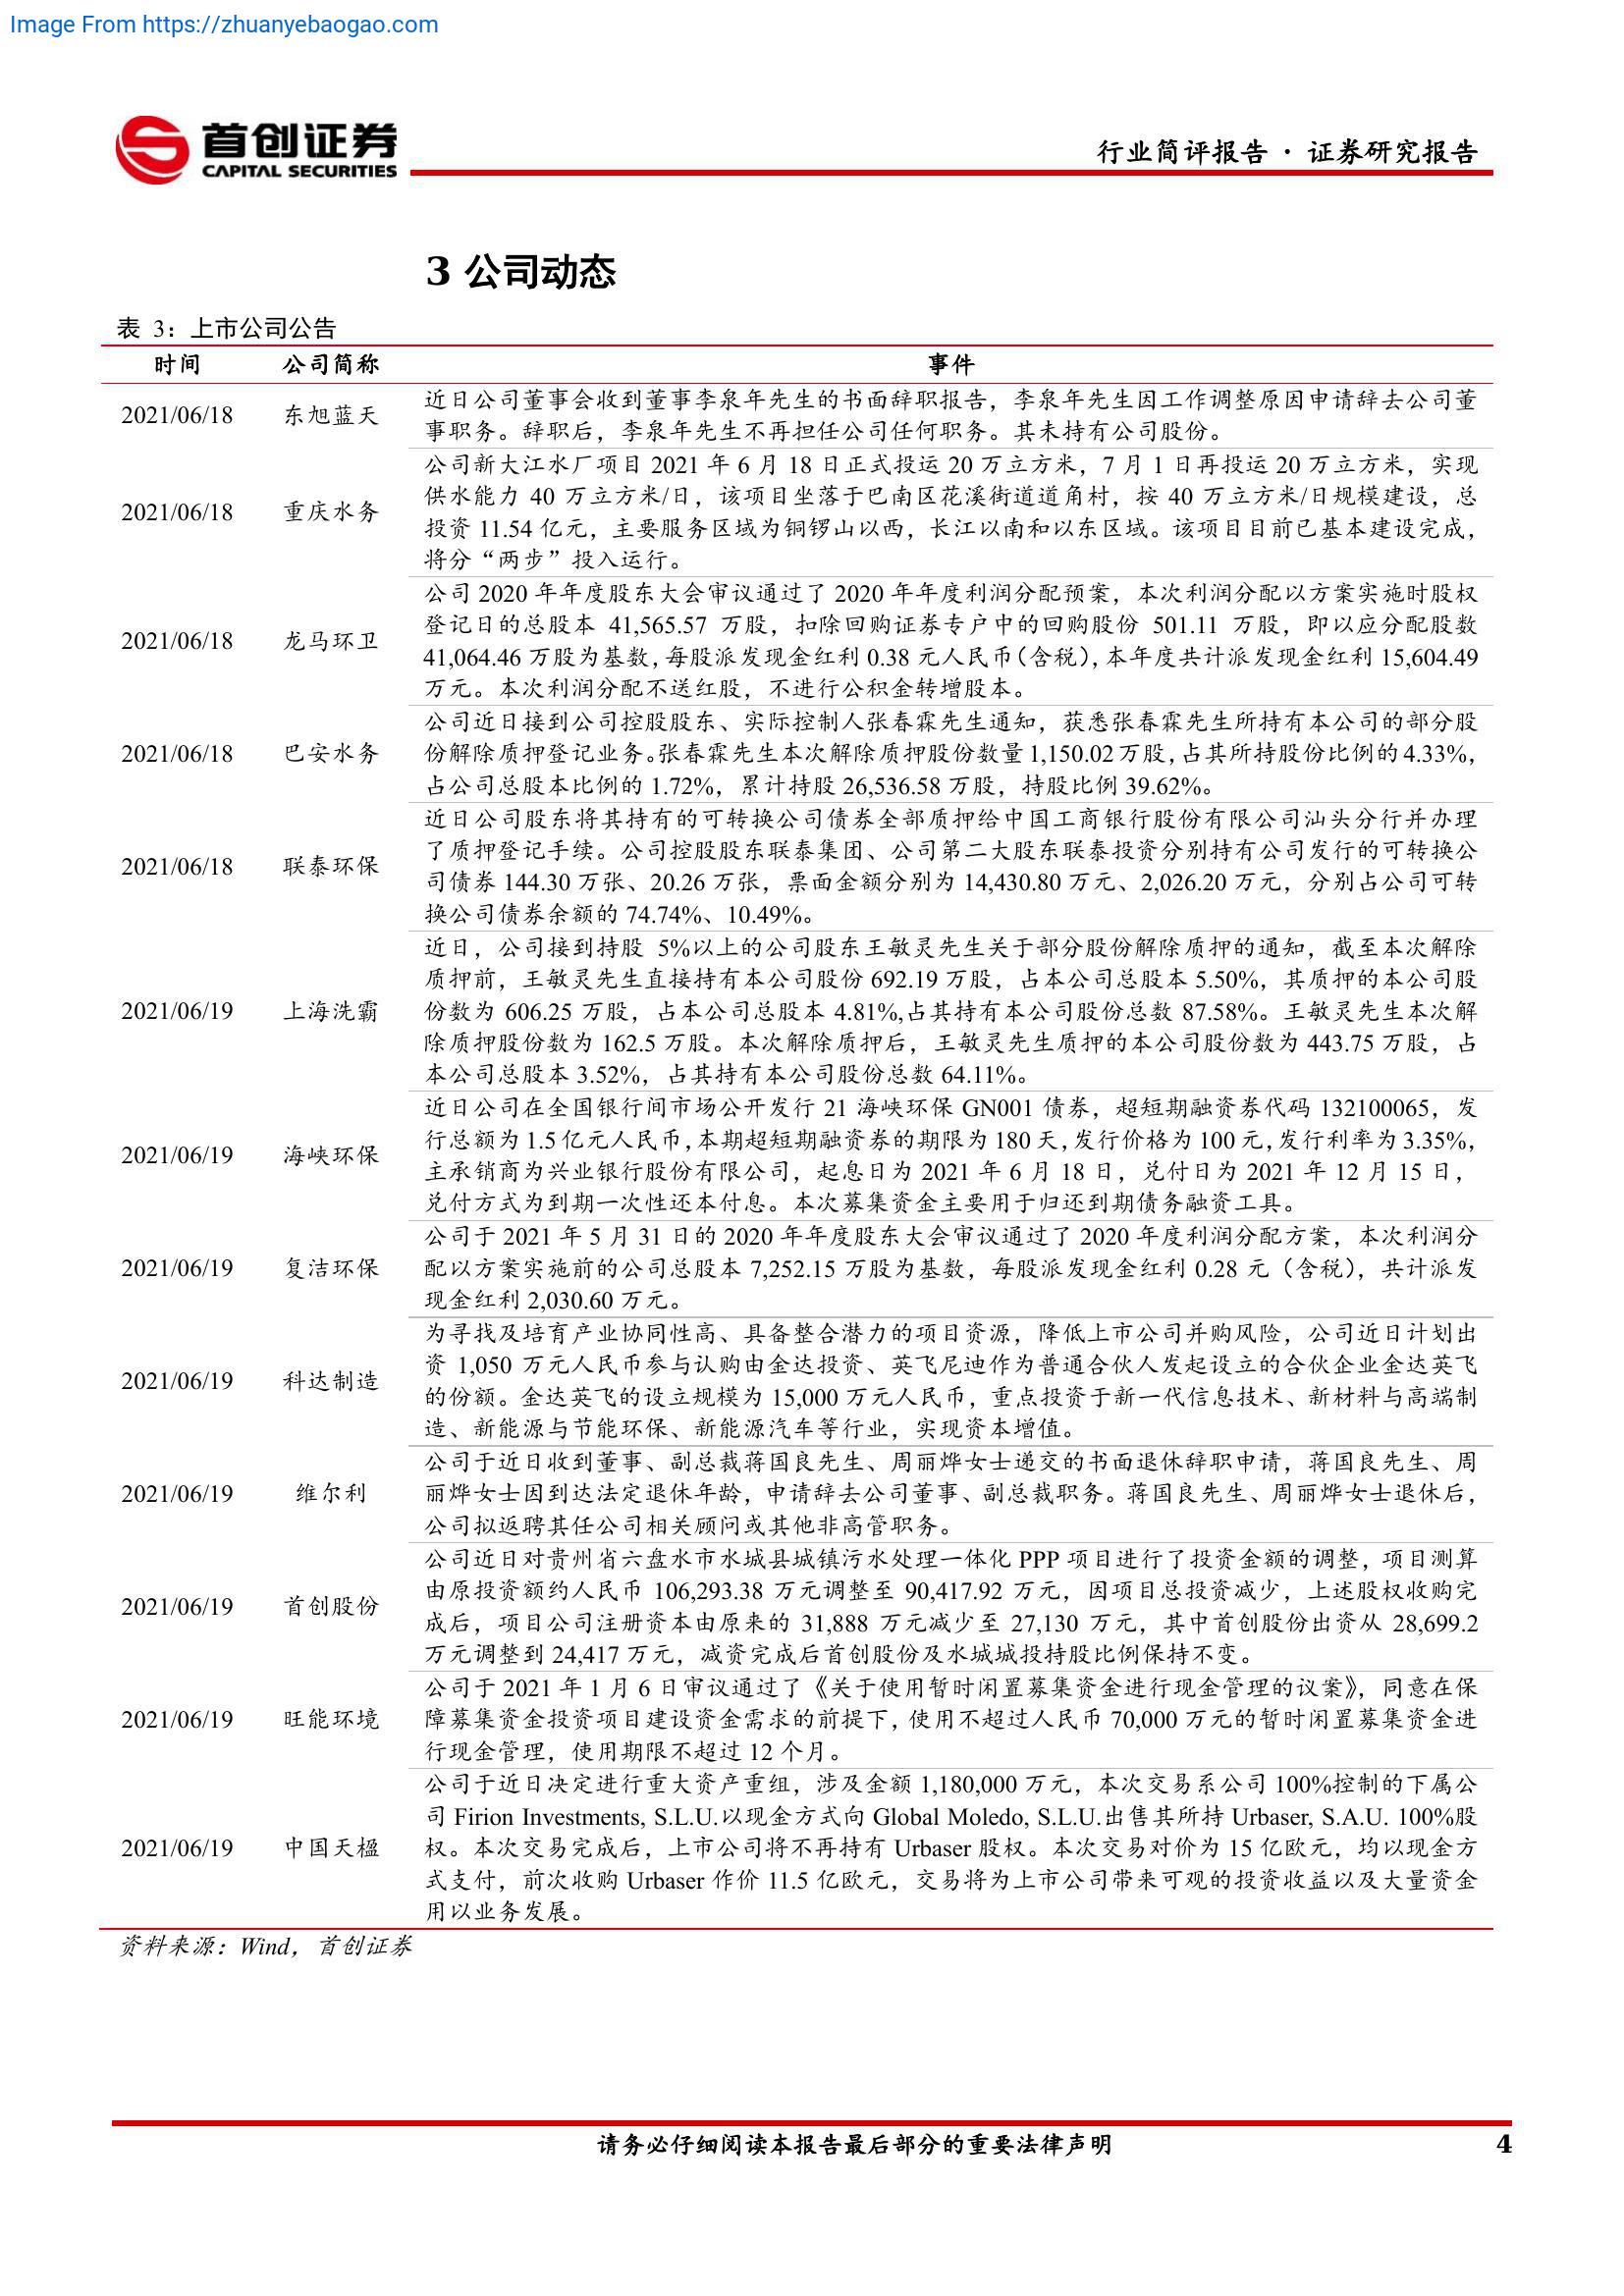 Image From https://zhuanyebaogao.com
首创证券
CAPITAL SECURITIES
行业简评报告 · 证券研究报告
3 公司动态
表 3：上市公司公告
时间 公司简称 事件
2021/06/18 东旭蓝天
近日公司董事会收到董事李泉年先生的书面辞职报告，李泉年先生因工作调整原因申请辞去公司董
事职务。辞职后，李泉年先生不再担任公司任何职务。其未持有公司股份。
2021/06/18 重庆水务
公司新大江水厂项目 2021 年 6 月 18 日正式投运 20 万立方米，7 月 1 日再投运 20 万立方米，实现
供水能力 40 万立方米/日，该项目坐落于巴南区花溪街道道角村，按 40 万立方米/日规模建设，总
投资 11.54 亿元，主要服务区域为铜锣山以西，长江以南和以东区域。该项目目前已基本建设完成，
将分“两步”投入运行。
2021/06/18 龙马环卫
公司 2020 年年度股东大会审议通过了 2020 年年度利润分配预案，本次利润分配以方案实施时股权
登记日的总股本 41,565.57 万股，扣除回购证券专户中的回购股份 501.11 万股，即以应分配股数
41,064.46 万股为基数，每股派发现金红利 0.38 元人民币（含税），本年度共计派发现金红利 15,604.49
万元。本次利润分配不送红股，不进行公积金转增股本。
2021/06/18 巴安水务
公司近日接到公司控股股东、实际控制人张春霖先生通知，获悉张春霖先生所持有本公司的部分股
份解除质押登记业务。张春霖先生本次解除质押股份数量 1,150.02 万股，占其所持股份比例的 4.33%，
占公司总股本比例的 1.72%，累计持股 26,536.58 万股，持股比例 39.62%。
2021/06/18 联泰环保
近日公司股东将其持有的可转换公司债券全部质押给中国工商银行股份有限公司汕头分行并办理
了质押登记手续。公司控股股东联泰集团、公司第二大股东联泰投资分别持有公司发行的可转换公
司债券 144.30 万张、20.26 万张，票面金额分别为 14,430.80 万元、2,026.20 万元，分别占公司可转
换公司债券余额的 74.74%、10.49%。
2021/06/19 上海洗霸
近日，公司接到持股 5%以上的公司股东王敏灵先生关于部分股份解除质押的通知，截至本次解除
质押前，王敏灵先生直接持有本公司股份 692.19 万股，占本公司总股本 5.50%，其质押的本公司股
份数为 606.25 万股，占本公司总股本 4.81%,占其持有本公司股份总数 87.58%。王敏灵先生本次解
除质押股份数为 162.5 万股。本次解除质押后，王敏灵先生质押的本公司股份数为 443.75 万股，占
本公司总股本 3.52%，占其持有本公司股份总数 64.11%。
2021/06/19 海峡环保
近日公司在全国银行间市场公开发行 21 海峡环保 GN001 债券，超短期融资券代码 132100065，发
行总额为 1.5 亿元人民币，本期超短期融资券的期限为 180 天，发行价格为 100 元，发行利率为 3.35%，
主承销商为兴业银行股份有限公司，起息日为 2021 年 6 月 18 日，兑付日为 2021 年 12 月 15 日，
兑付方式为到期一次性还本付息。本次募集资金主要用于归还到期债务融资工具。
2021/06/19 复洁环保
公司于 2021 年 5 月 31 日的 2020 年年度股东大会审议通过了 2020 年度利润分配方案，本次利润分
配以方案实施前的公司总股本 7,252.15 万股为基数，每股派发现金红利 0.28 元（含税），共计派发
现金红利 2,030.60 万元。
2021/06/19 科达制造
为寻找及培育产业协同性高、具备整合潜力的项目资源，降低上市公司并购风险，公司近日计划出
资 1,050 万元人民币参与认购由金达投资、英飞尼迪作为普通合伙人发起设立的合伙企业金达英飞
的份额。金达英飞的设立规模为 15,000 万元人民币，重点投资于新一代信息技术、新材料与高端制
造、新能源与节能环保、新能源汽车等行业，实现资本增值。
2021/06/19 维尔利
公司于近日收到董事、副总裁蒋国良先生、周丽烨女士递交的书面退休辞职申请，蒋国良先生、周
丽烨女士因到达法定退休年龄，申请辞去公司董事、副总裁职务。蒋国良先生、周丽烨女士退休后，
公司拟返聘其任公司相关顾问或其他非高管职务。
2021/06/19 首创股份
公司近日对贵州省六盘水市水城县城镇污水处理一体化 PPP 项目进行了投资金额的调整，项目测算
由原投资额约人民币 106,293.38 万元调整至 90,417.92 万元，因项目总投资减少，上述股权收购完
成后，项目公司注册资本由原来的 31,888 万元减少至 27,130 万元，其中首创股份出资从 28,699.2
万元调整到 24,417 万元，减资完成后首创股份及水城城投持股比例保持不变。
2021/06/19 旺能环境
公司于 2021 年 1 月 6 日审议通过了《关于使用暂时闲置募集资金进行现金管理的议案》，同意在保
障募集资金投资项目建设资金需求的前提下，使用不超过人民币 70,000 万元的暂时闲置募集资金进
行现金管理，使用期限不超过 12 个月。
2021/06/19 中国天楹
公司于近日决定进行重大资产重组，涉及金额 1,180,000 万元，本次交易系公司 100%控制的下属公
司 Firion Investments, S.L.U.以现金方式向 Global Moledo, S.L.U.出售其所持 Urbaser, S.A.U. 100%股
权。本次交易完成后，上市公司将不再持有 Urbaser 股权。本次交易对价为 15 亿欧元，均以现金方
式支付，前次收购 Urbaser 作价 11.5 亿欧元，交易将为上市公司带来可观的投资收益以及大量资金
用以业务发展。
资料来源：Wind，首创证券
请务必仔细阅读本报告最后部分的重要法律声明 4